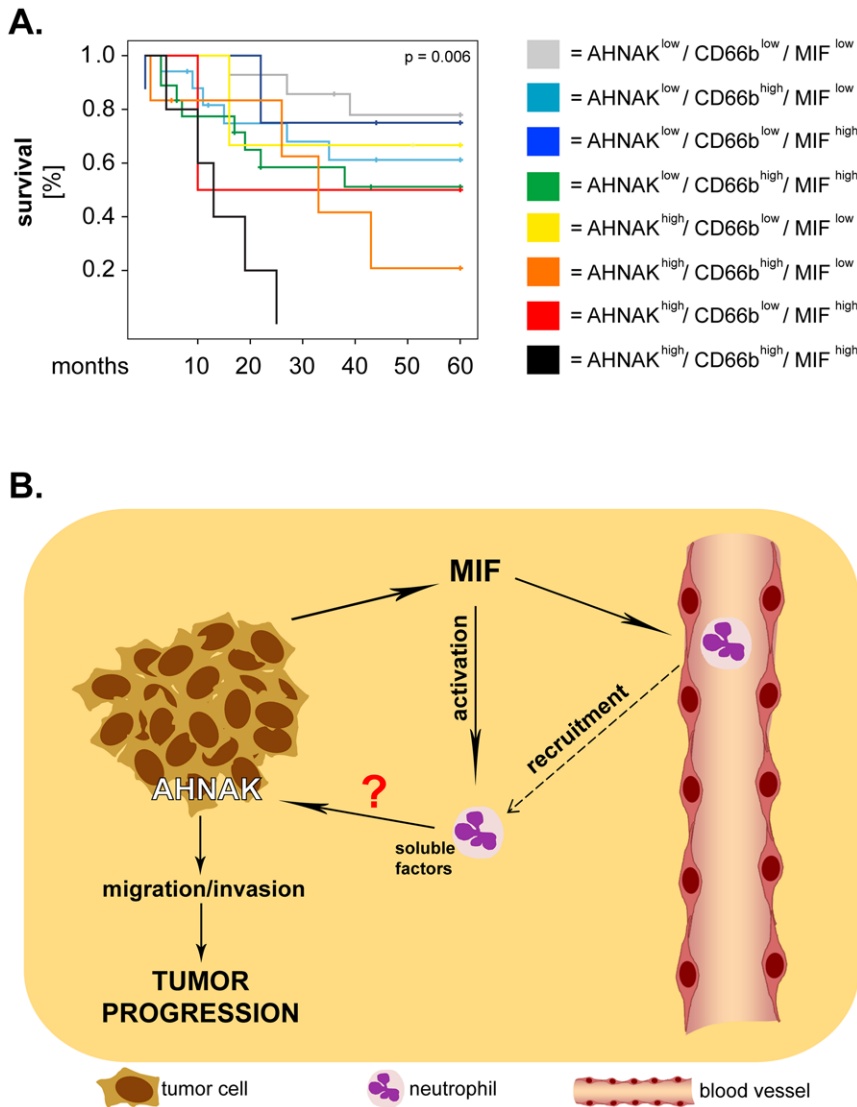 A.
p = 0.006
1.0
0.8
0.6
0.4
0.2
survival
[%]
months 10 20 30 40 50 60
= AHNAK low / CD66b low / MIF low
= AHNAK low / CD66b high / MIF low
= AHNAK low / CD66b low / MIF high
= AHNAK low / CD66b high / MIF high
= AHNAK high / CD66b low / MIF low
= AHNAK high / CD66b high / MIF low
= AHNAK high / CD66b low / MIF high
= AHNAK high / CD66b high / MIF high
B.
MIF
activation
recruitment
AHNAK
?
soluble
factors
migration/invasion
TUMOR
PROGRESSION
tumor cell
neutrophil
blood vessel